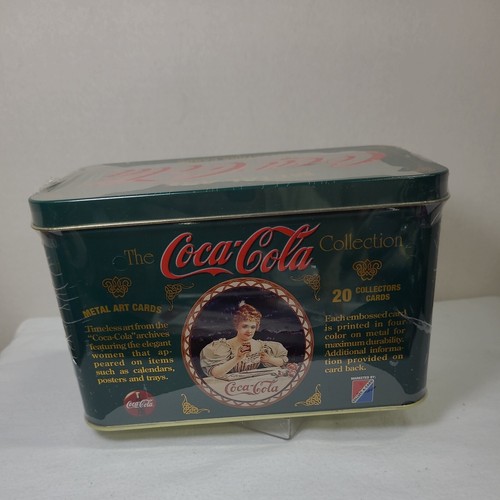 Coca-Cola
The Coca-Cola Collection
METAL ART CARDS
Timeless art from the
"Coca-Cola" archives
featuring the elegant
women that ap-
peared on items
such as calendars,
posters and trays.
Coca-Cola
Coca-Cola
20 COLLECTORS
CARDS
Each embossed card
is printed in four
color on metal for
maximum durability.
Additional informa-
tion provided on
card back.